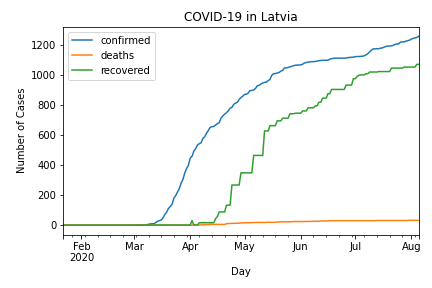 COVID-19 in Latvia
confirmed
deaths
recovered
Number of Cases
1200
1000
800
600
400
200
0
Feb Mar Apr May Jun Jul Aug
2020
Day